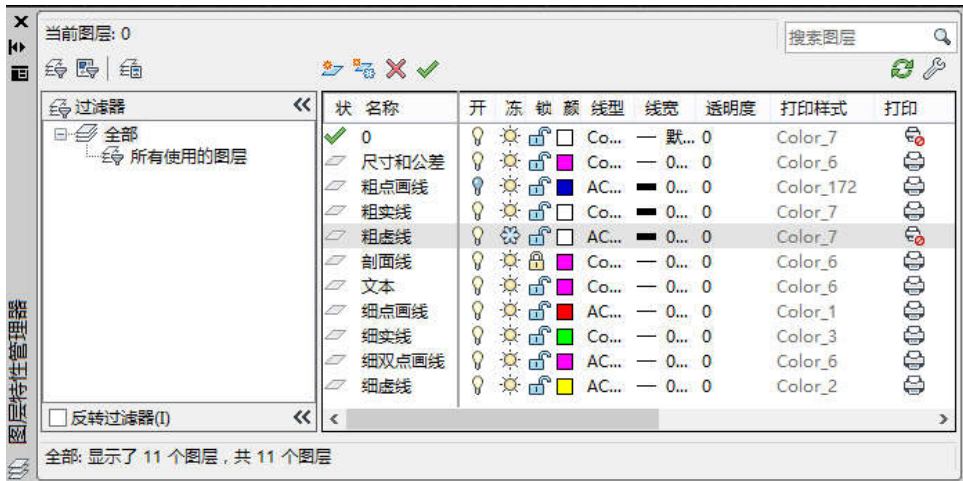 当前图层: 0
搜索图层
过滤器
全部
所有使用的图层
状 名称 开 冻 锁 颜 线型 线宽 透明度 打印样式 打印
0 Co... 默... 0 Color_7
尺寸和公差 Co... 0... 0 Color_6
粗点画线 AC... 0... 0 Color_172
粗实线 Co... 0... 0 Color_7
粗虚线 AC... 0... 0 Color_7
剖面线 Co... 0... 0 Color_6
文本 Co... 0... 0 Color_6
细点画线 AC... 0... 0 Color_1
细实线 Co... 0... 0 Color_3
细双点画线 AC... 0... 0 Color_6
细虚线 AC... 0... 0 Color_2
反转过滤器(I)
全部: 显示了 11 个图层 , 共 11 个图层
图层特性管理器